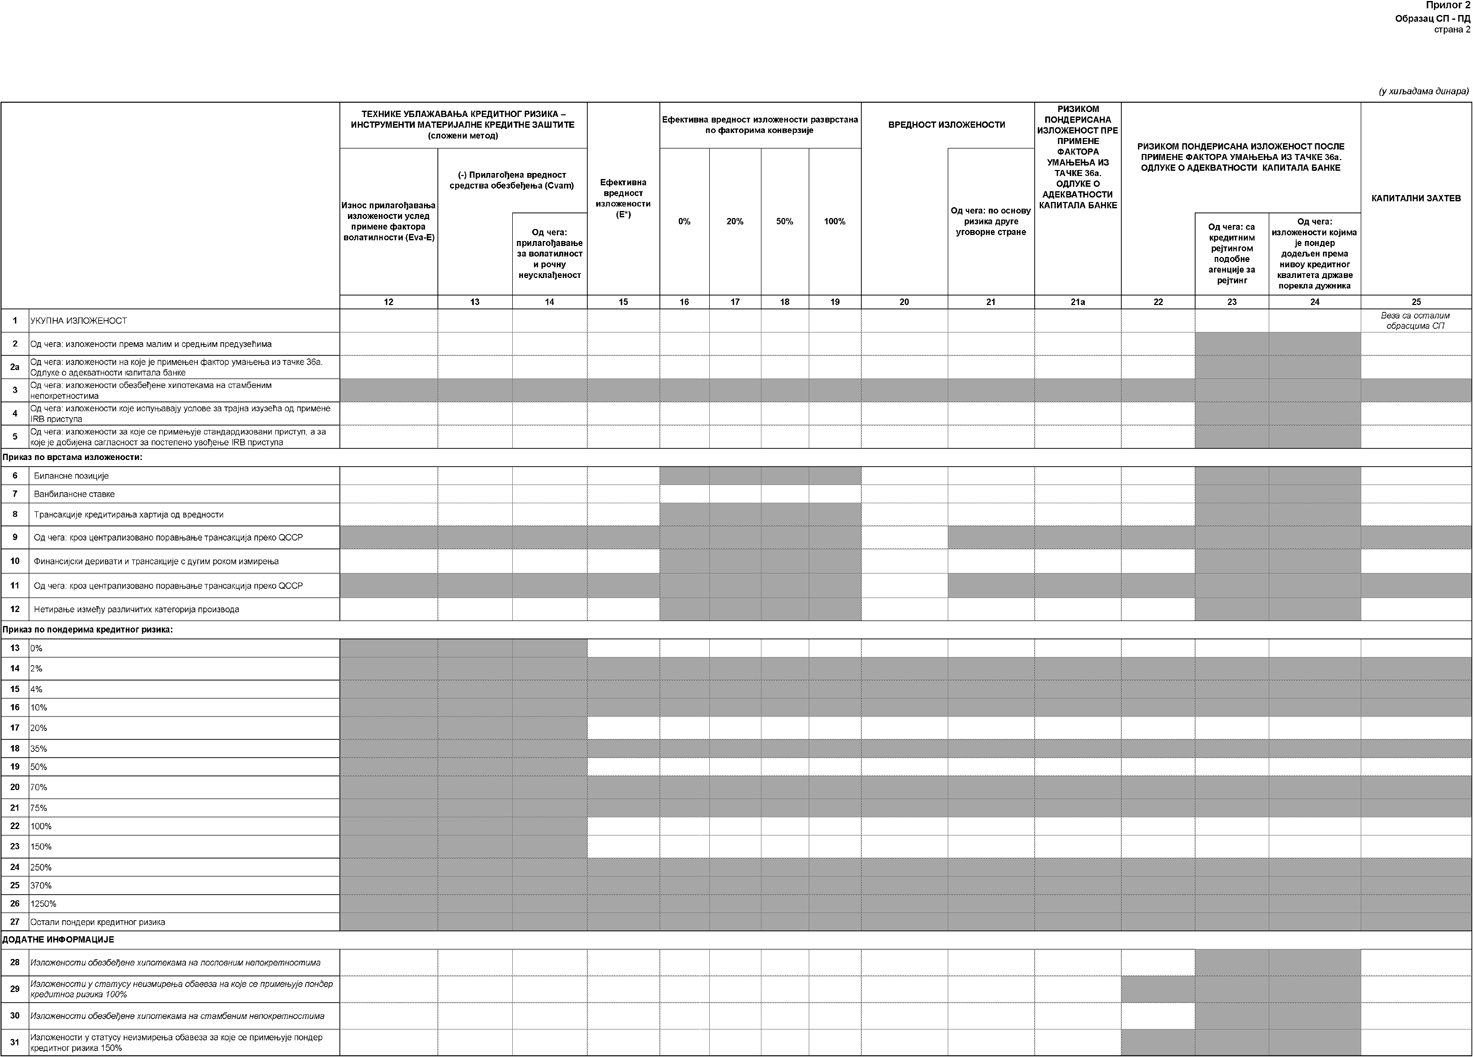 Прилог 2
Образац СП - ПД
страна 2
(у хиљадама динара)
ТЕХНИКЕ УБЛАЖАВАЊА КРЕДИТНОГ РИЗИКА –
ИНСТРУМЕНТИ МАТЕРИЈАЛНЕ КРЕДИТНЕ ЗАШТИТЕ
(сложени метод)
Износ прилагођавања
изложености услед
примене фактора
волатилности (Eva-E)
(-) Прилагођена вредност
средства обезбеђења (Cvam)
Од чега:
прилагођавање
за волатилност
и рочну
неусклађеност
Ефективна
вредност
изложености
(E*)
Ефективна вредност изложености разврстана
по факторима конверзије
0%
20%
50%
100%
ВРЕДНОСТ ИЗЛОЖЕНОСТИ
Од чега: по основу
ризика друге
уговорне стране
РИЗИКОМ
ПОНДЕРИСАНА
ИЗЛОЖЕНОСТ ПРЕ
ПРИМЕНЕ
ФАКТОРА
УМАЊЕЊА ИЗ
ТАЧКЕ 36а.
ОДЛУКЕ О
АДЕКВАТНОСТИ
КАПИТАЛА БАНКЕ
РИЗИКОМ ПОНДЕРИСАНА ИЗЛОЖЕНОСТ ПОСЛЕ
ПРИМЕНЕ ФАКТОРА УМАЊЕЊА ИЗ ТАЧКЕ 36а.
ОДЛУКЕ О АДЕКВАТНОСТИ КАПИТАЛА БАНКЕ
Од чега: са
кредитним
рејтингом
подобне
агенције за
рејтинг
Од чега:
изложености којима
је пондер
додељен према
нивоу кредитног
квалитета државе
порекла дужника
КАПИТАЛНИ ЗАХТЕВ
12 13 14 15 16 17 18 19 20 21 21a 22 23 24 25
1 УКУПНА ИЗЛОЖЕНОСТ
Веза са осталим
обрасцима СП
2 Од чега: изложености према малим и средњим предузећима
2а Од чега: изложености на које је примењен фактор умањења из тачке 36а.
Одлуке о адекватности капитала банке
3 Од чега: изложености обезбеђене хипотекама на стамбеним
непокретностима
4 Од чега: изложености које испуњавају услове за трајна изузећа од примене
IRB приступа
5 Од чега: изложености за које се примењује стандардизовани приступ, а за
које је добијена сагласност за постепено увођење IRB приступа
Приказ по врстама изложености:
6 Билансне позиције
7 Ванбилансне ставке
8 Трансакције кредитирања хартија од вредности
9 Од чега: кроз централизовано поравњање трансакција преко QCCP
10 Финансијски деривати и трансакције с дугим роком измирења
11 Од чега: кроз централизовано поравњање трансакција преко QCCP
12 Нетирање између различитих категорија производа
Приказ по пондерима кредитног ризика:
13 0%
14 2%
15 4%
16 10%
17 20%
18 35%
19 50%
20 70%
21 75%
22 100%
23 150%
24 250%
25 370%
26 1250%
27 Остали пондери кредитног ризика
ДОДАТНЕ ИНФОРМАЦИЈЕ
28 Изложености обезбеђене хипотекама на пословним непокретностима
29 Изложености у статусу неизмирења обавеза на које се примењује пондер
кредитног ризика 100%
30 Изложености обезбеђене хипотекама на стамбеним непокретностима
31 Изложености у статусу неизмирења обавеза за које се примењује пондер
кредитног ризика 150%